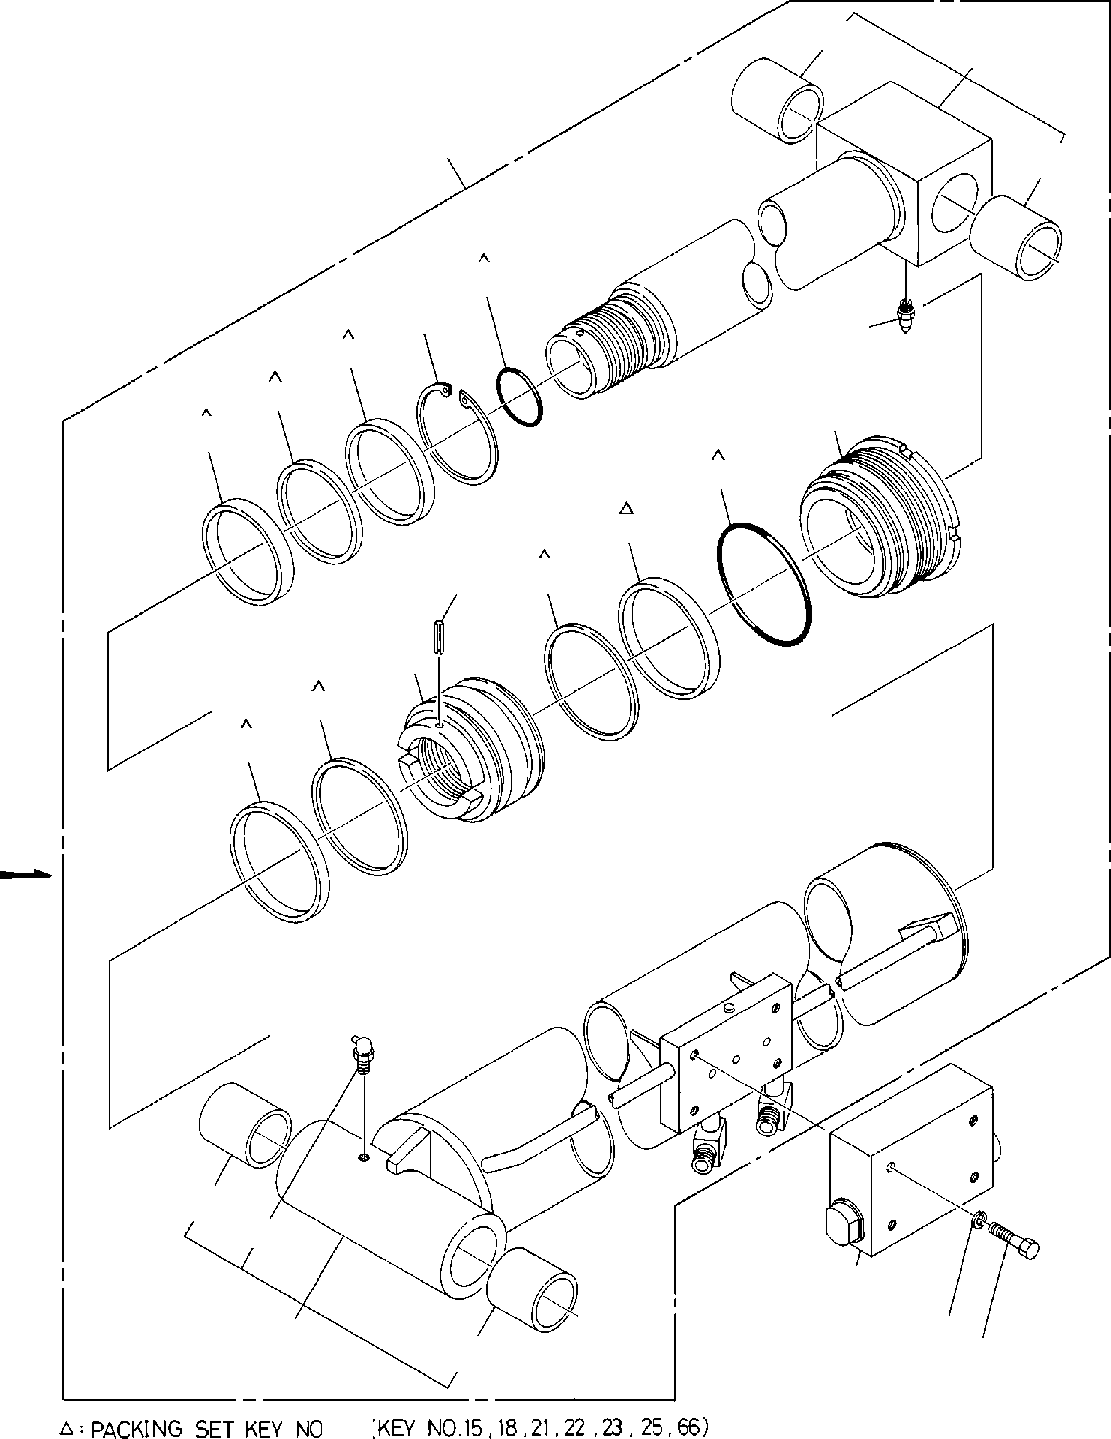 △: PACKING SET KEY NO (KEY NO.15, 18, 21, 22, 23, 25, 66)